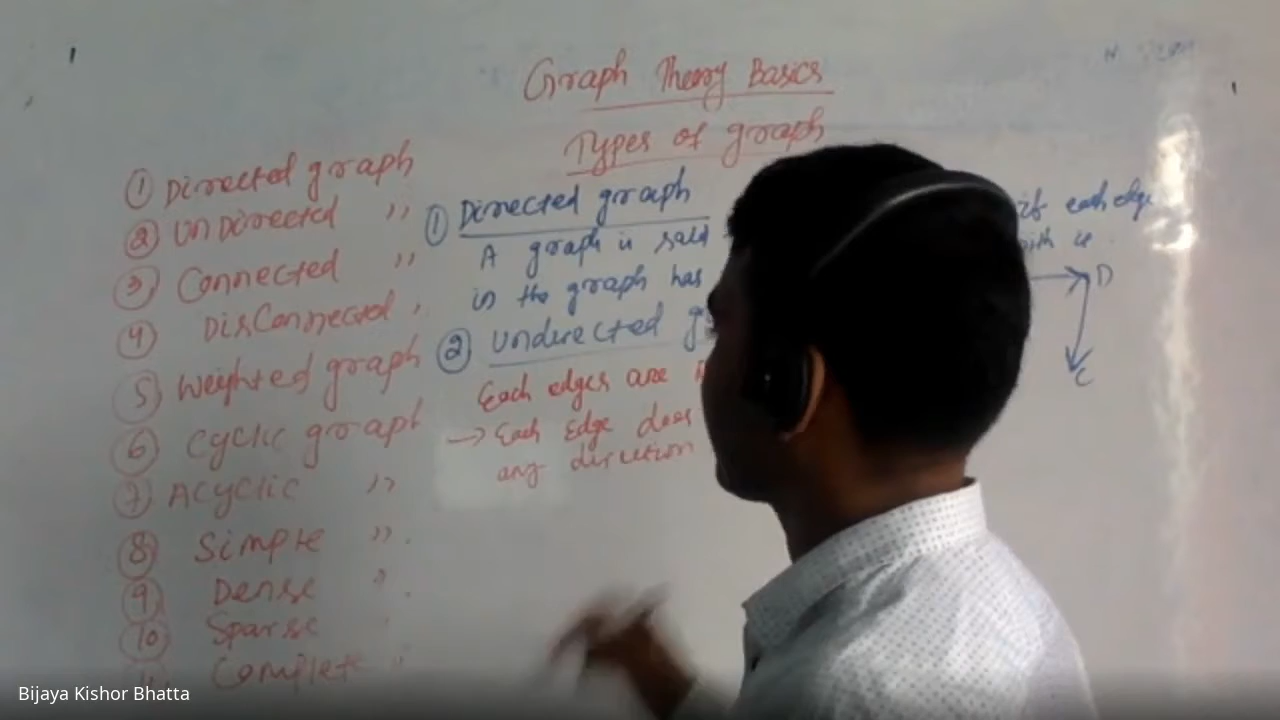 Graph Theory Basics
Types of graph
① Directed graph
② UnDirected ,,
③ Connected ,,
④ DisConnected ,
⑤ Weighted graph
⑥ Cyclic graph
⑦ Acyclic ,,
⑧ Simple ,,
⑨ Dense ,,
⑩ Sparse
11 Complete ,,
① Directed graph
A graph is said if each edge
in the graph has
② Undirected
Each edges are
→ Each Edge does
any direction
D
C
Bijaya Kishor Bhatta